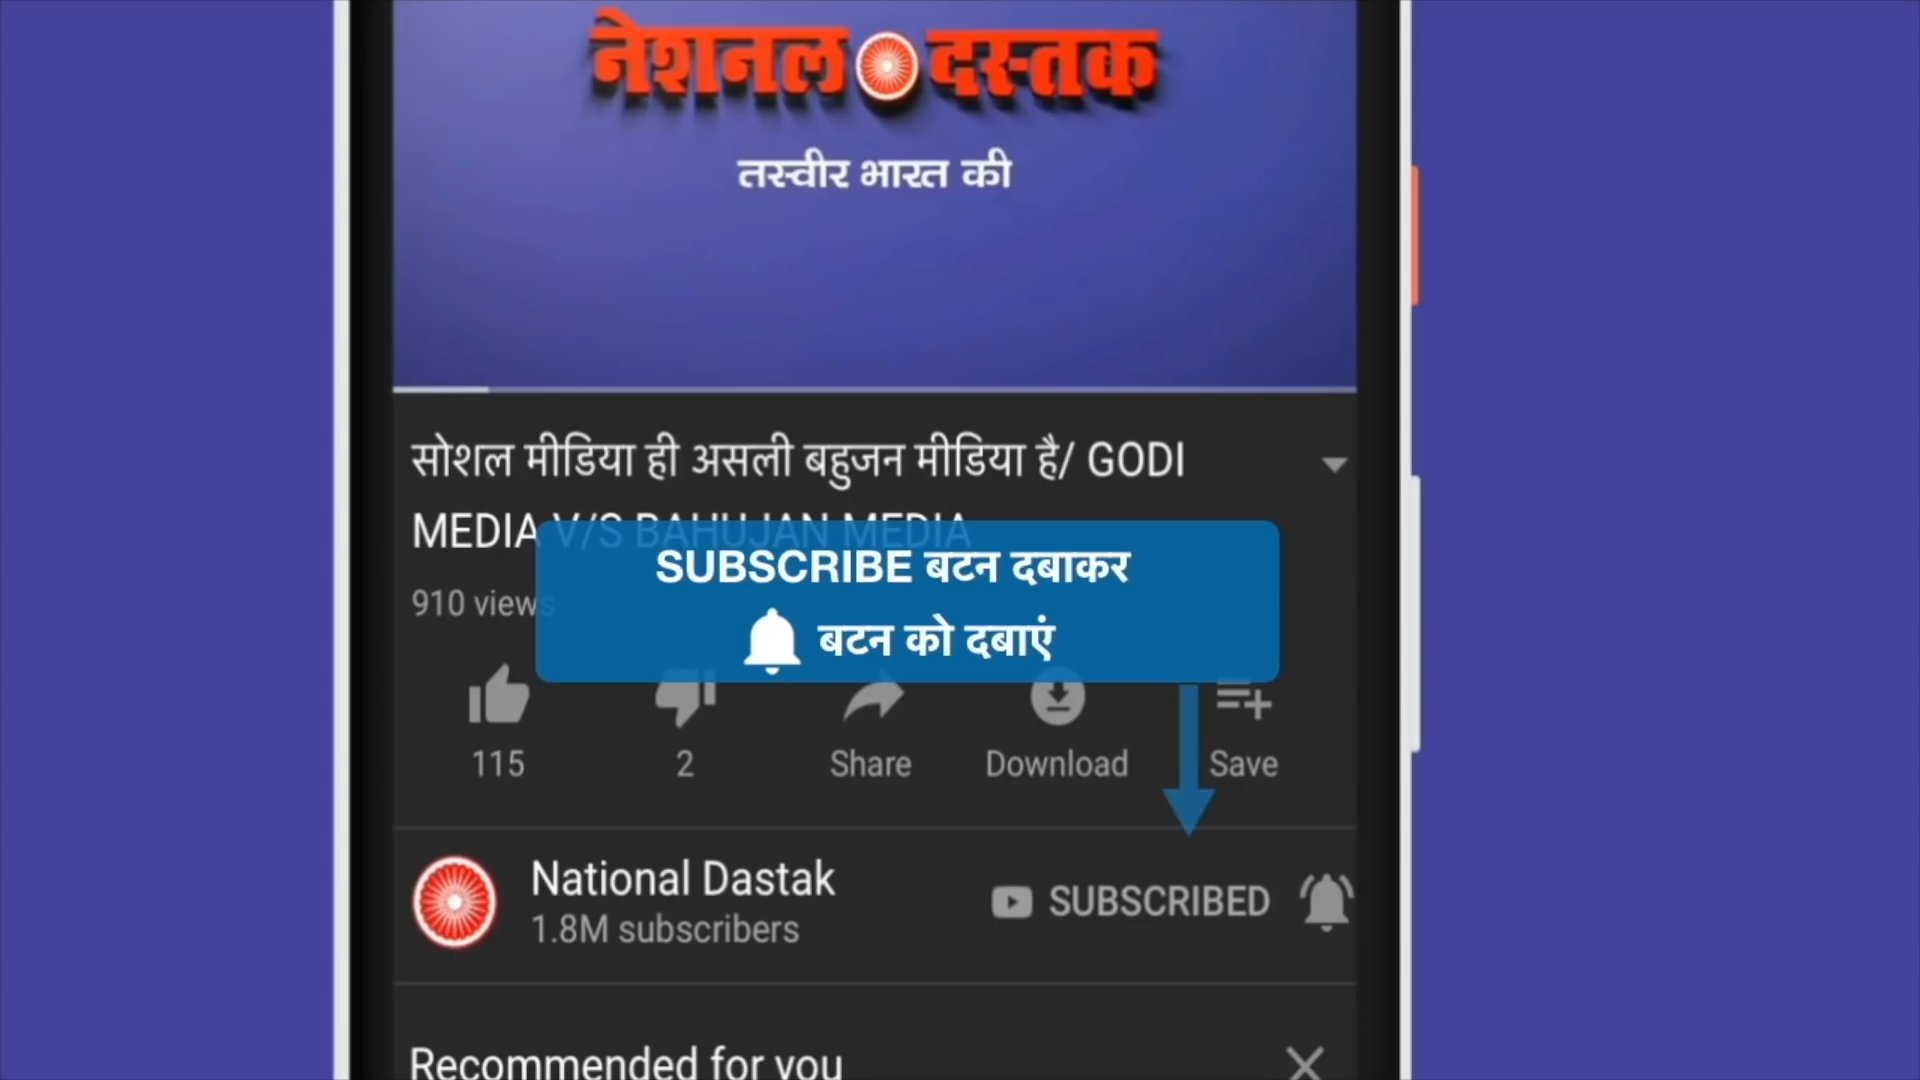 नेशनल दस्तक
तस्वीर भारत की
सोशल मीडिया ही असली बहुजन मीडिया है/ GODI
MEDIA V/S BAHUJAN MEDIA
SUBSCRIBE बटन दबाकर
बटन को दबाएं
910 views
115
2
Share
Download
Save
National Dastak
1.8M subscribers
SUBSCRIBED
Recommended for you